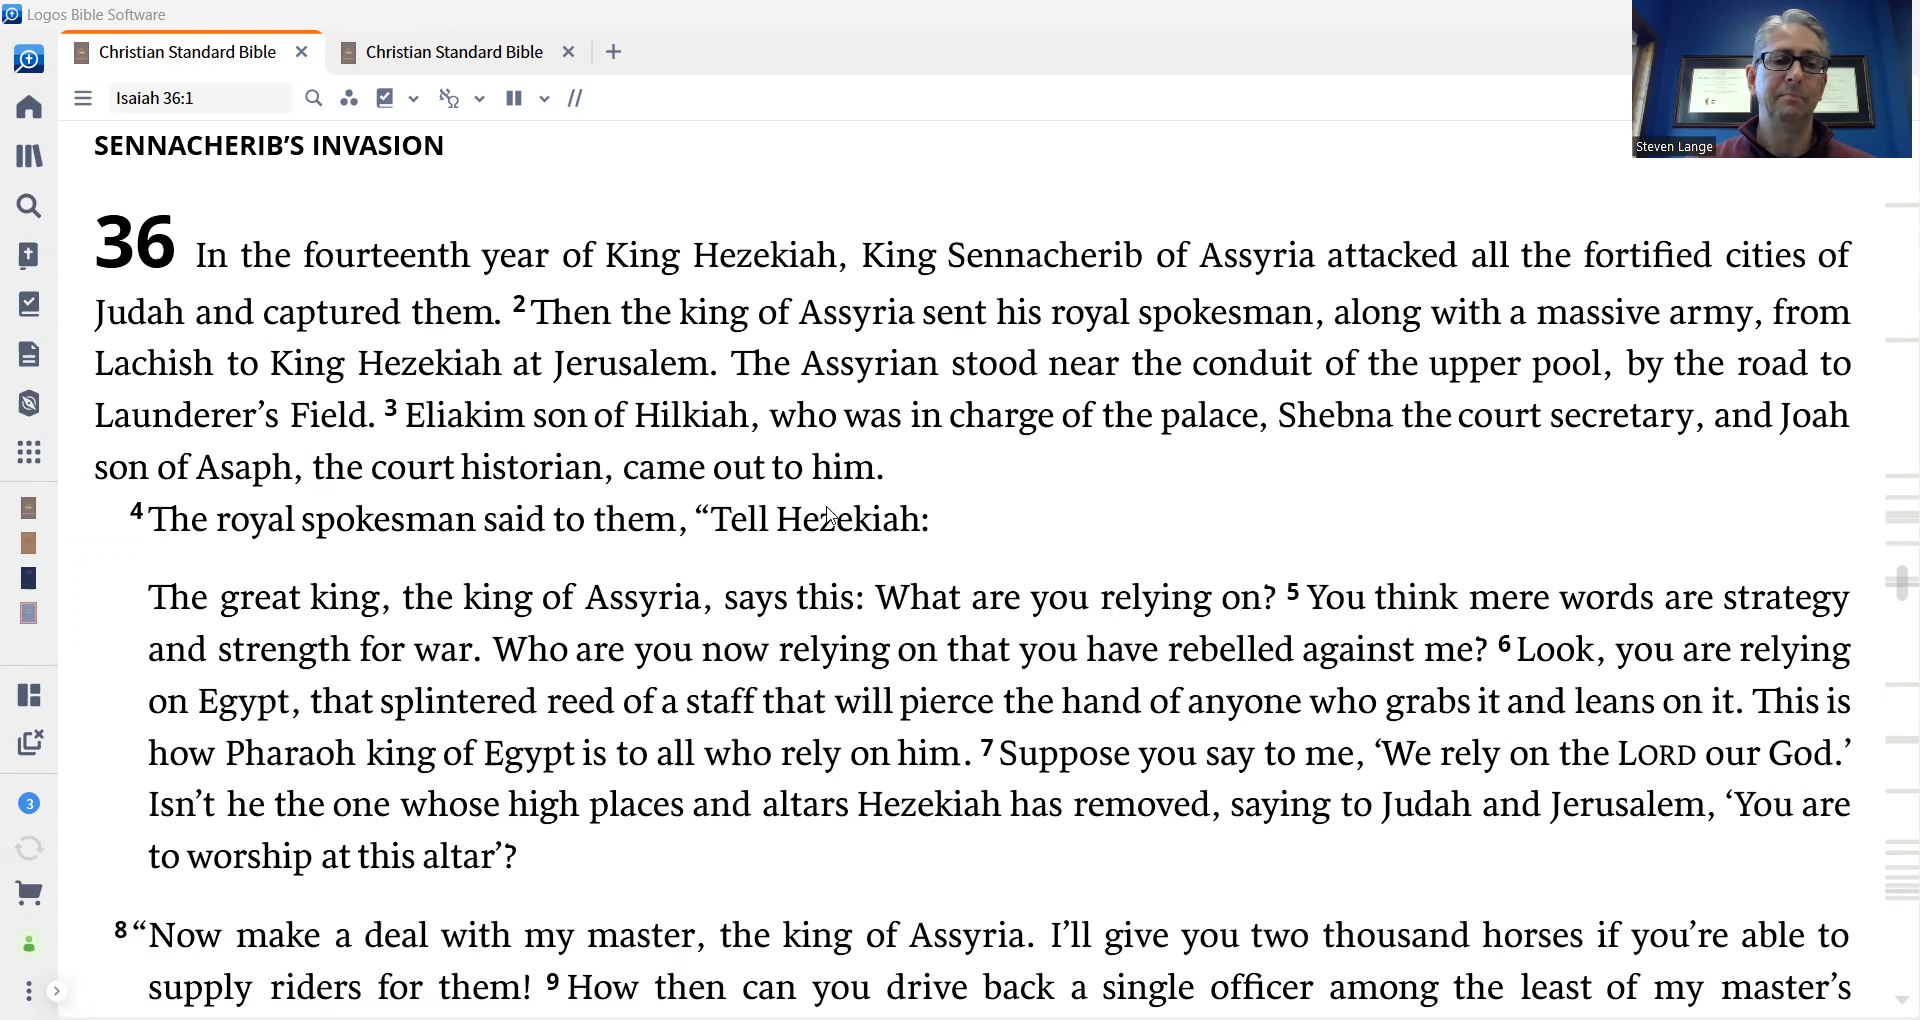 Logos Bible Software
Christian Standard Bible
Christian Standard Bible
Isaiah 36:1
Steven Lange
SENNACHERIB’S INVASION
36 In the fourteenth year of King Hezekiah, King Sennacherib of Assyria attacked all the fortified cities of
Judah and captured them. 2 Then the king of Assyria sent his royal spokesman, along with a massive army, from
Lachish to King Hezekiah at Jerusalem. The Assyrian stood near the conduit of the upper pool, by the road to
Launderer’s Field. 3 Eliakim son of Hilkiah, who was in charge of the palace, Shebna the court secretary, and Joah
son of Asaph, the court historian, came out to him.
4 The royal spokesman said to them, “Tell Hezekiah:
The great king, the king of Assyria, says this: What are you relying on? 5 You think mere words are strategy
and strength for war. Who are you now relying on that you have rebelled against me? 6 Look, you are relying
on Egypt, that splintered reed of a staff that will pierce the hand of anyone who grabs it and leans on it. This is
how Pharaoh king of Egypt is to all who rely on him. 7 Suppose you say to me, ‘We rely on the LORD our God.’
Isn’t he the one whose high places and altars Hezekiah has removed, saying to Judah and Jerusalem, ‘You are
to worship at this altar’?
8 “Now make a deal with my master, the king of Assyria. I’ll give you two thousand horses if you’re able to
supply riders for them! 9 How then can you drive back a single officer among the least of my master’s
3